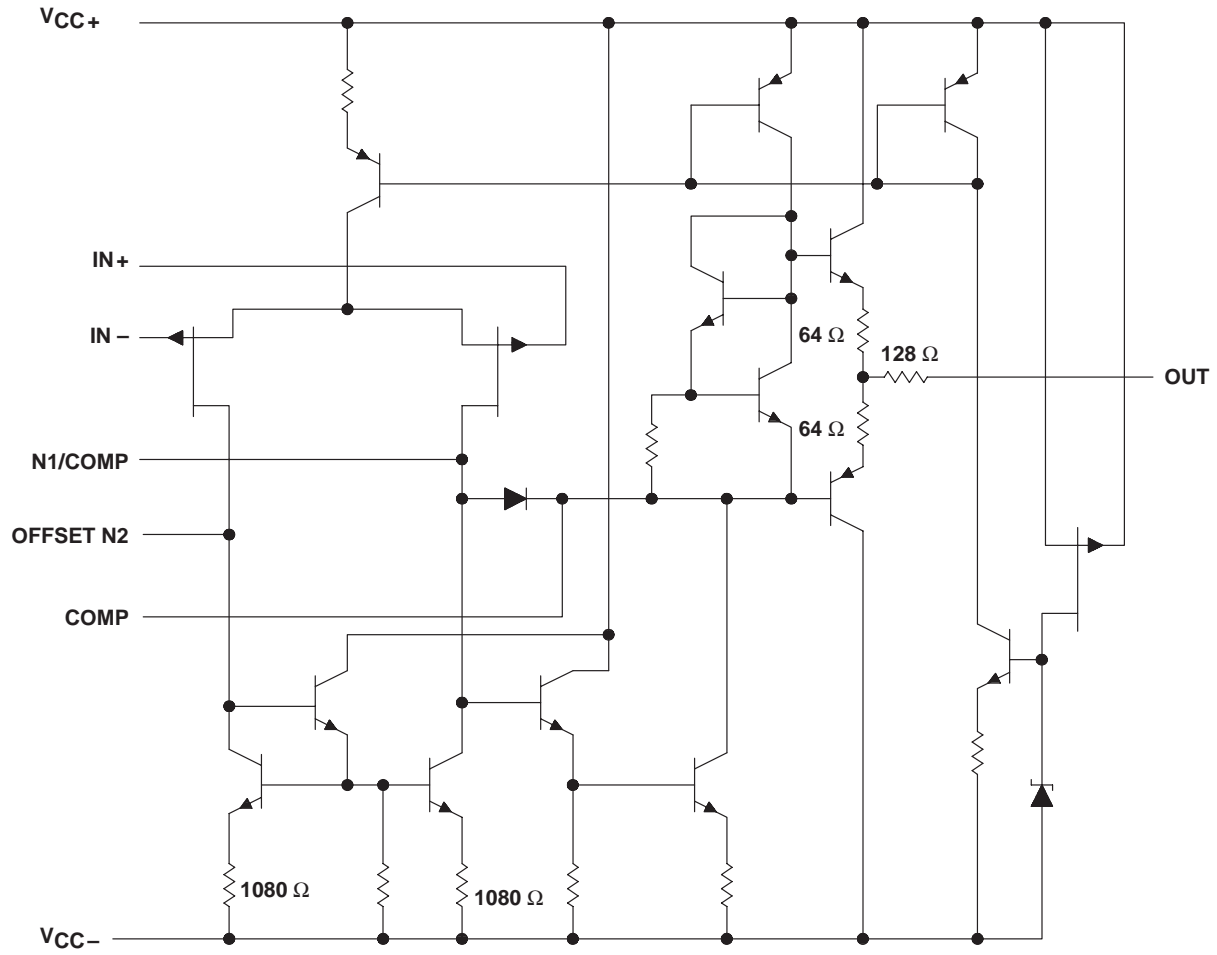 VCC+
IN+
IN−
64 Ω
128 Ω
OUT
64 Ω
N1/COMP
OFFSET N2
COMP
1080 Ω
1080 Ω
VCC−